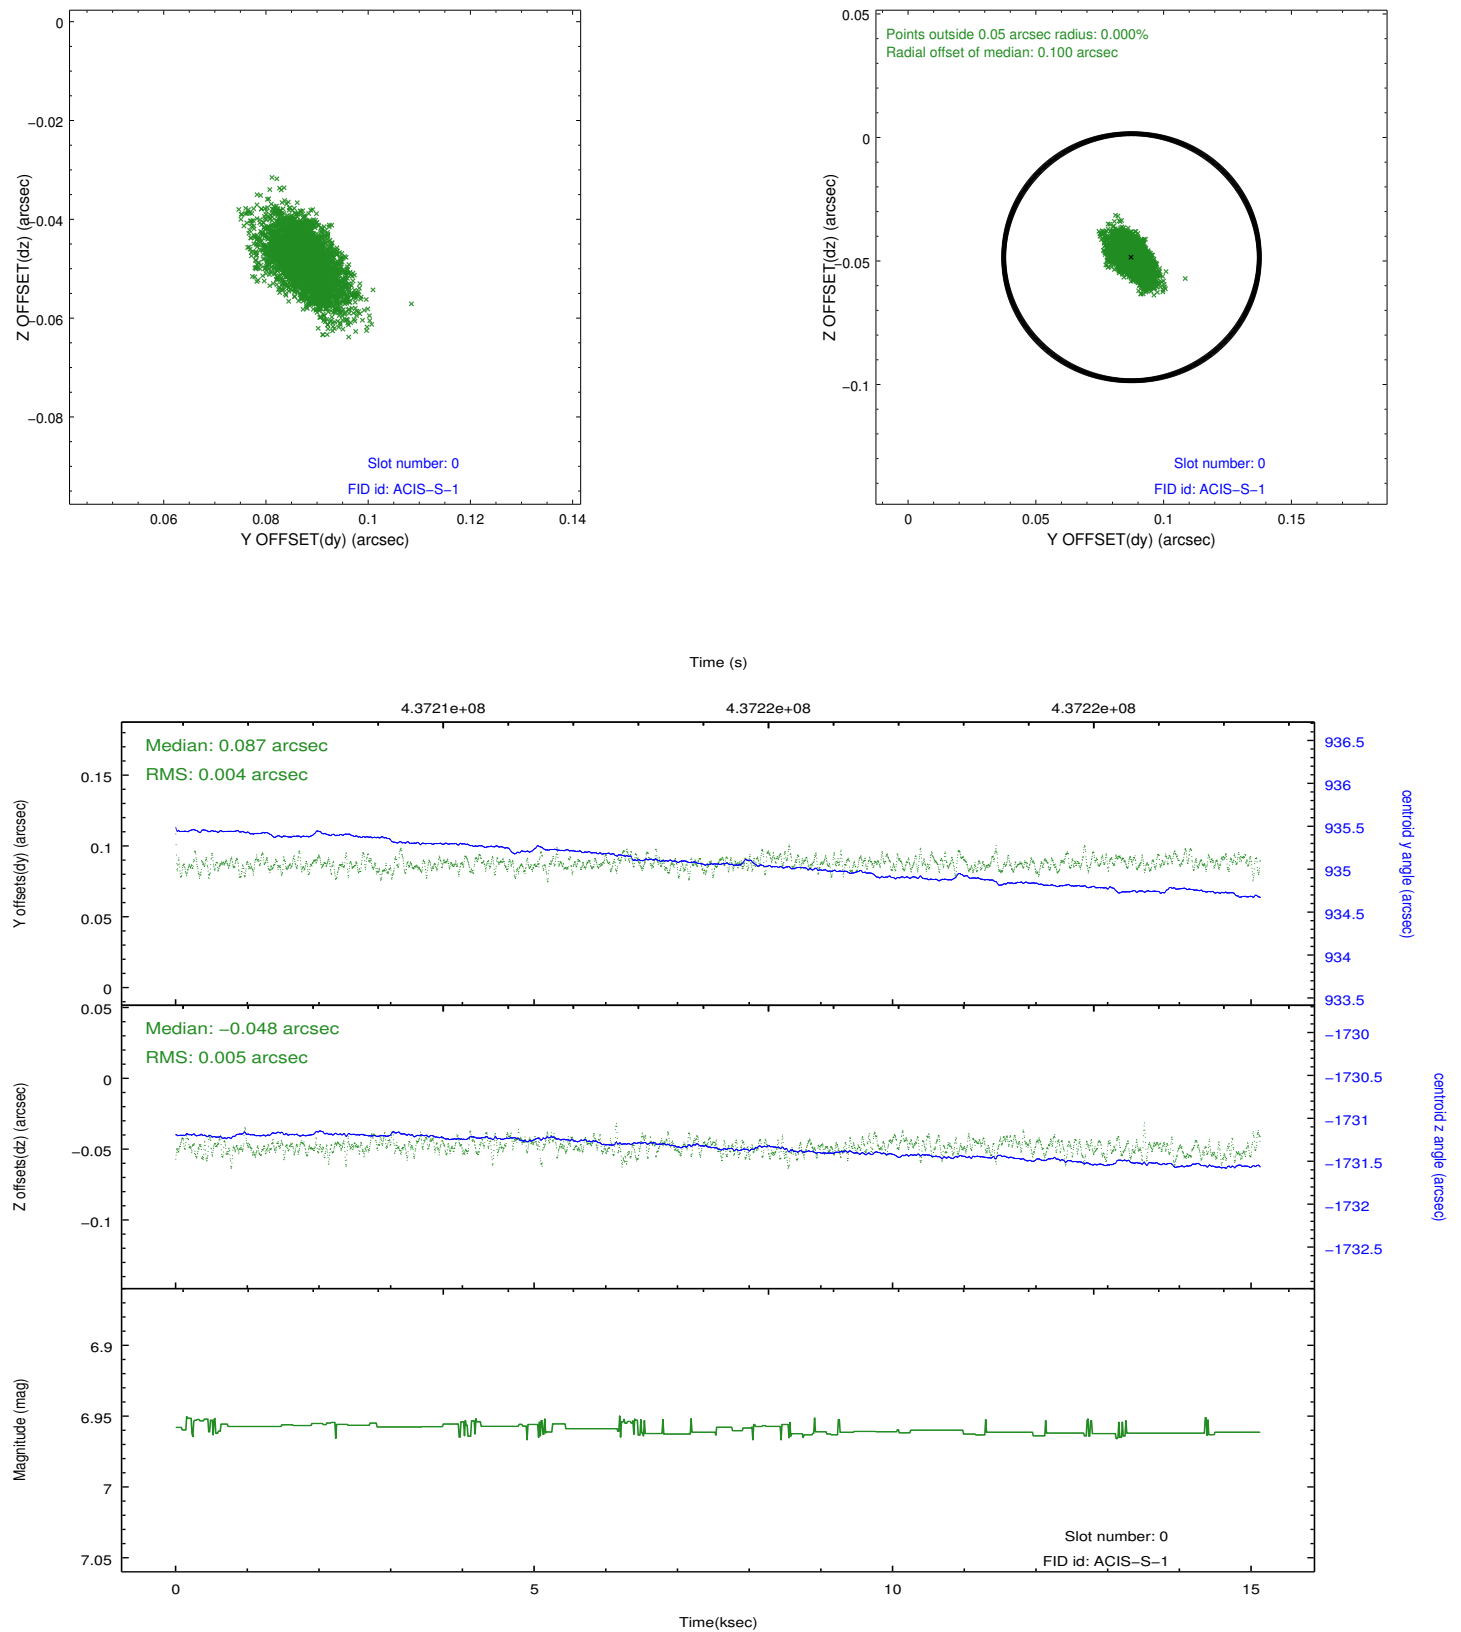 0
−0.02
−0.04
−0.06
−0.08
Z OFFSET(dz) (arcsec)
Slot number: 0
FID id: ACIS−S−1
0.06
0.08
0.1
0.12
0.14
Y OFFSET(dy) (arcsec)
0.05
0
−0.05
−0.1
Z OFFSET(dz) (arcsec)
Points outside 0.05 arcsec radius: 0.000%
Radial offset of median: 0.100 arcsec
Slot number: 0
FID id: ACIS−S−1
0
0.05
0.1
0.15
Y OFFSET(dy) (arcsec)
Time (s)
4.3721e+08
4.3722e+08
4.3722e+08
Median: 0.087 arcsec
RMS: 0.004 arcsec
0.15
0.1
0.05
0
Y offsets(dy) (arcsec)
936.5
936
935.5
935
934.5
934
933.5
centroid y angle (arcsec)
Median: −0.048 arcsec
RMS: 0.005 arcsec
0.05
0
−0.05
−0.1
Z offsets(dz) (arcsec)
−1730
−1730.5
−1731
−1731.5
−1732
−1732.5
centroid z angle (arcsec)
6.9
6.95
7
7.05
Magnitude (mag)
Slot number: 0
FID id: ACIS−S−1
0
5
10
15
Time(ksec)